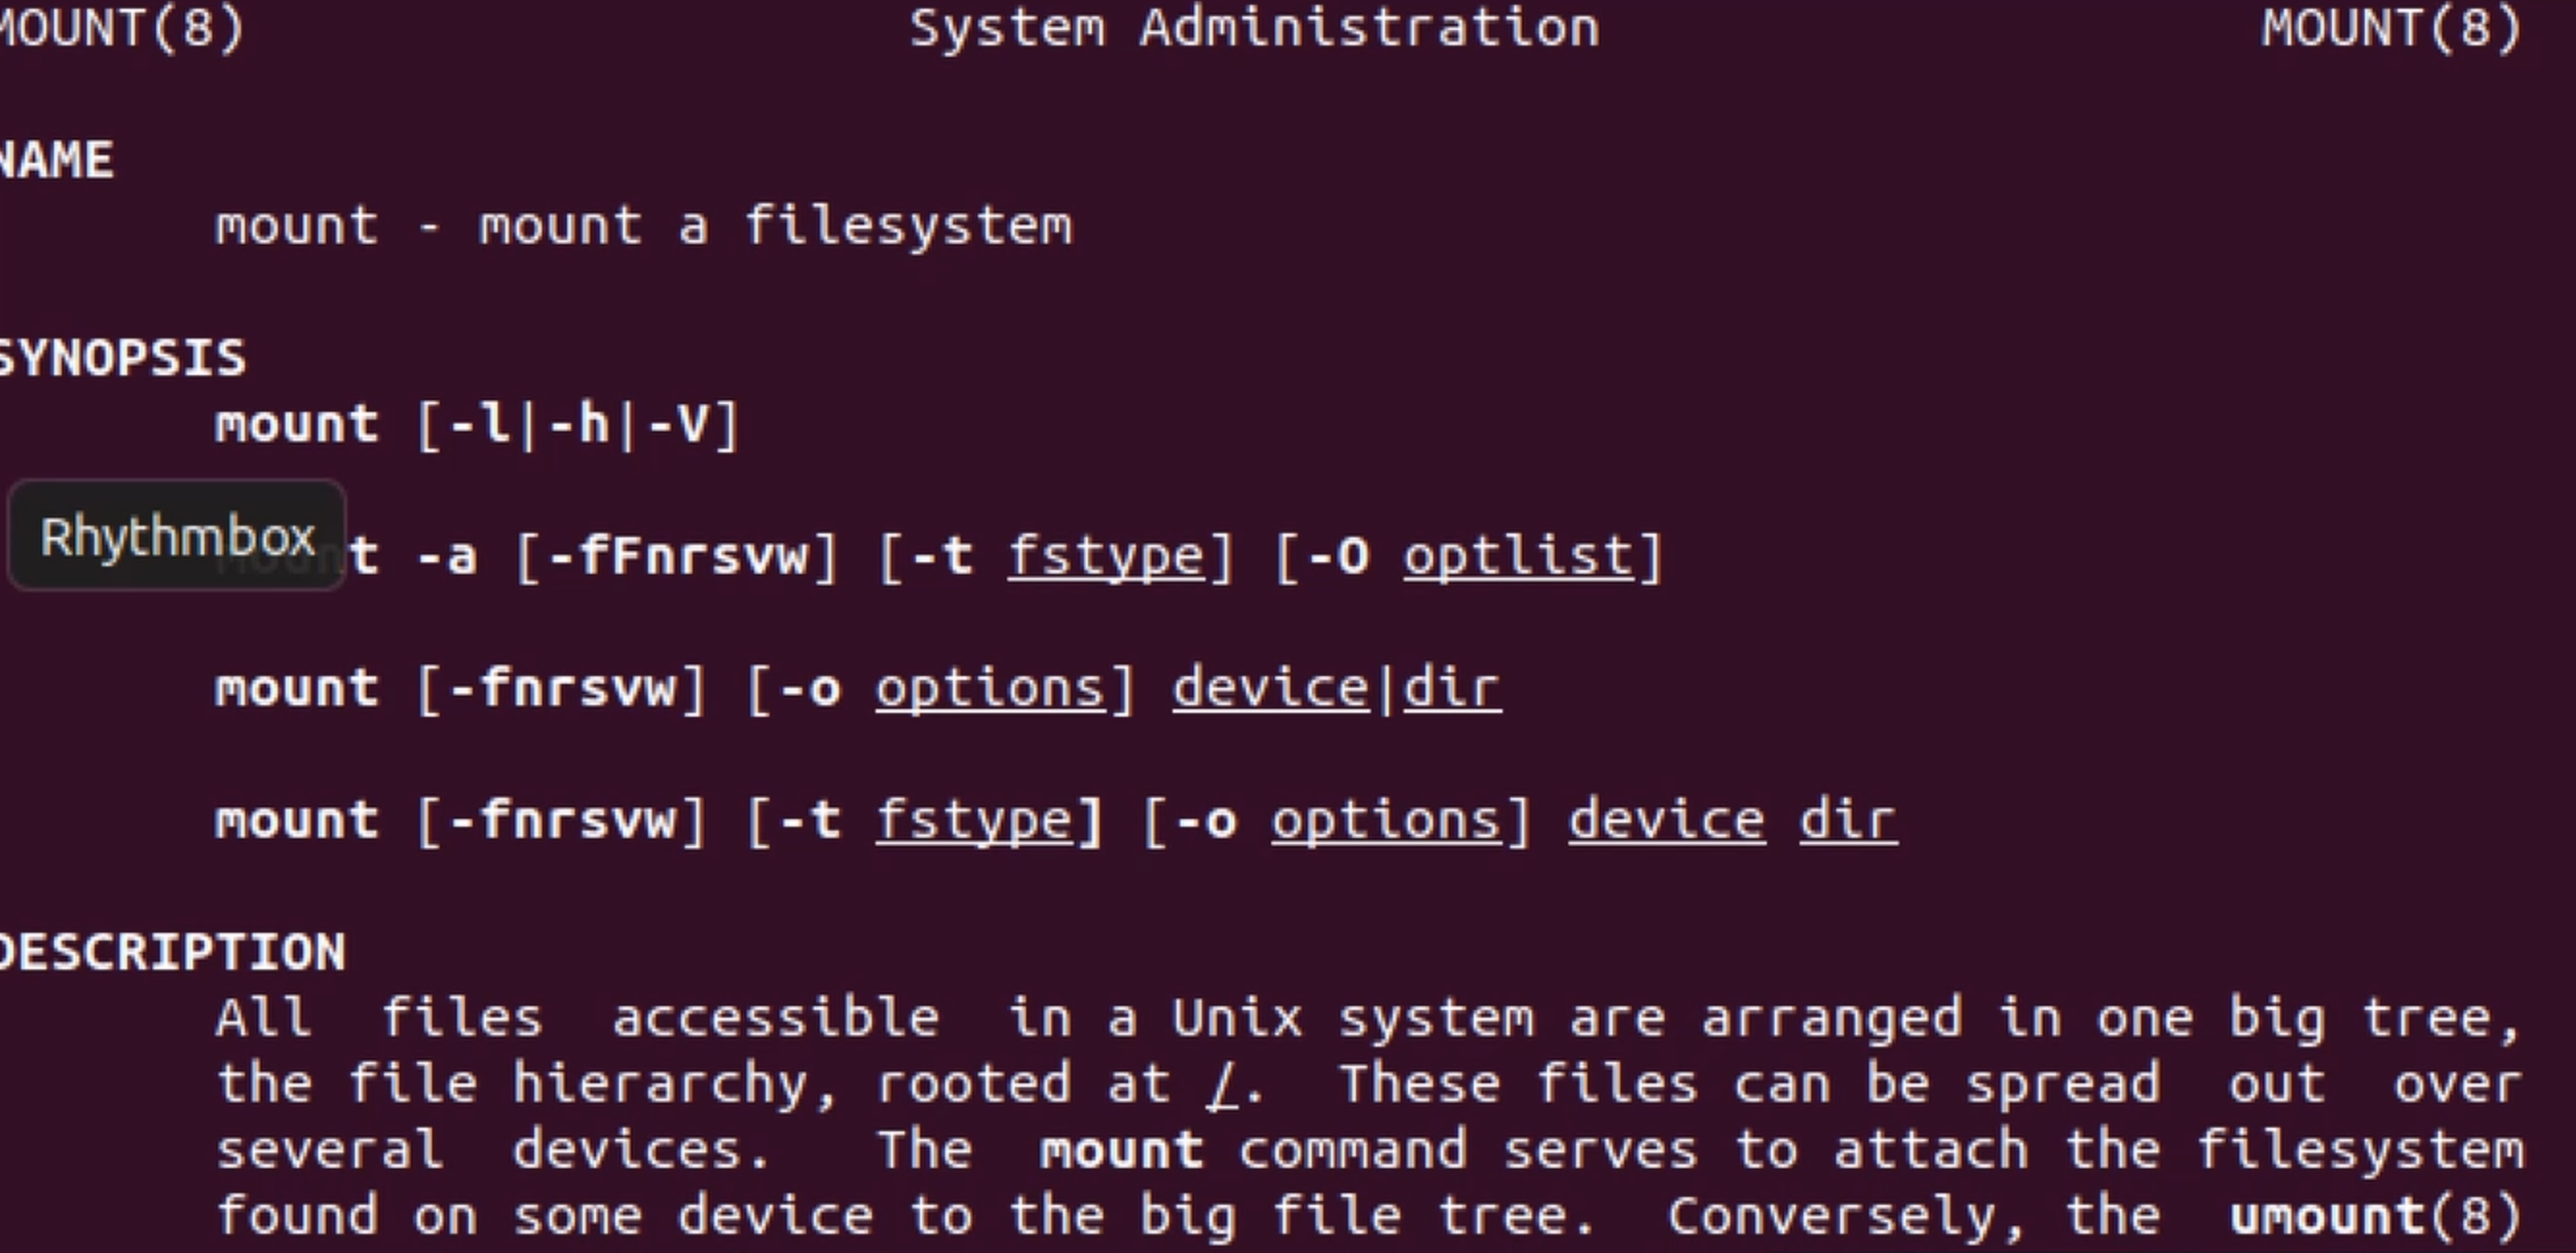 MOUNT(8) System Administration MOUNT(8)
NAME
mount - mount a filesystem
SYNOPSIS
mount [-l|-h|-V]
Rhythmbox
mount -a [-fFnrsvw] [-t fstype] [-O optlist]
mount [-fnrsvw] [-o options] device|dir
mount [-fnrsvw] [-t fstype] [-o options] device dir
DESCRIPTION
All files accessible in a Unix system are arranged in one big tree,
the file hierarchy, rooted at /. These files can be spread out over
several devices. The mount command serves to attach the filesystem
found on some device to the big file tree. Conversely, the umount(8)